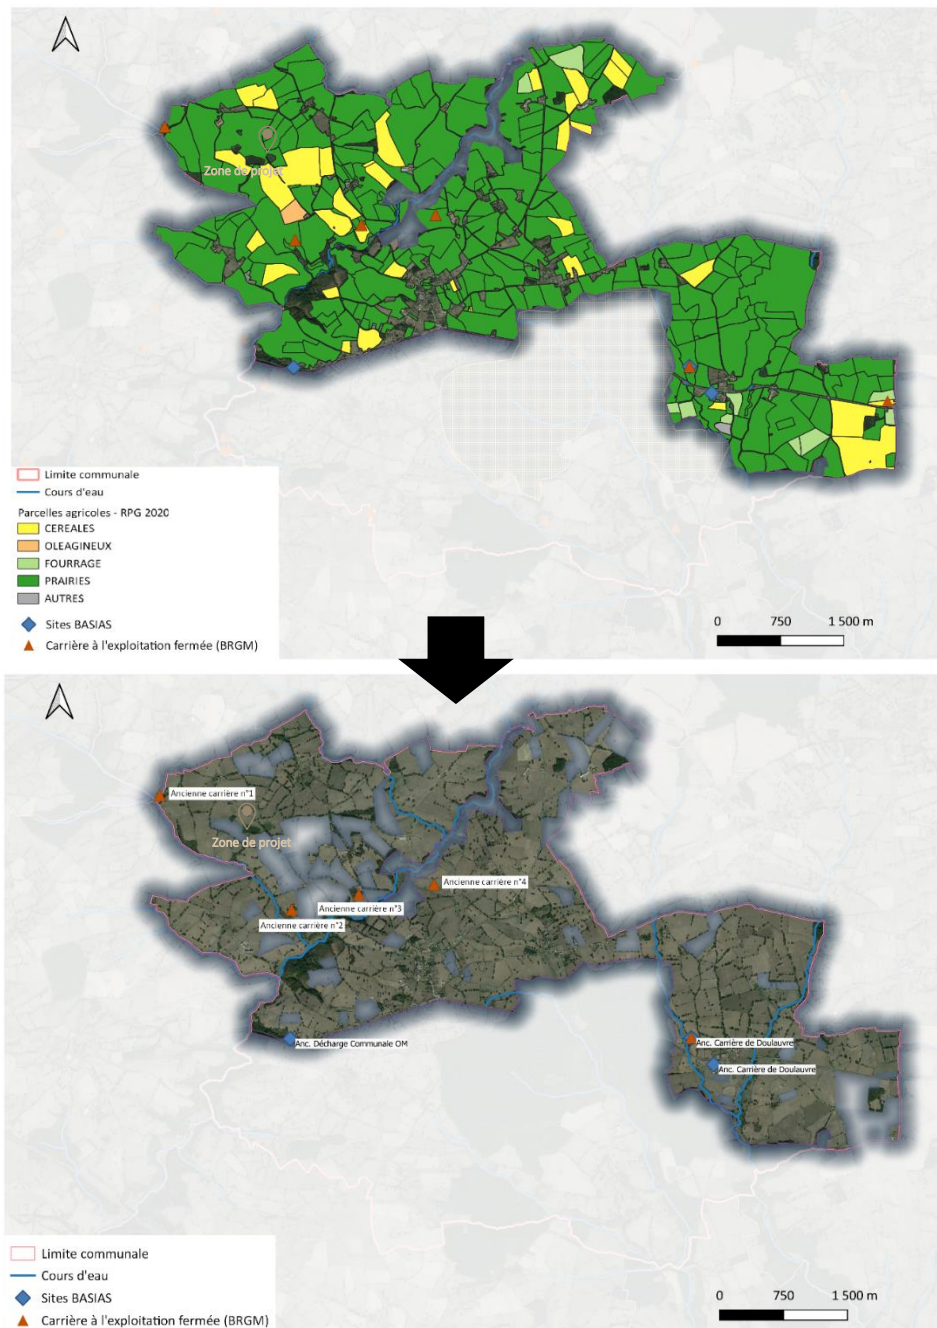 Zone de projet
Limite communale
Cours d'eau
Parcelles agricoles - RPG 2020
CEREALES
OLEAGINEUX
FOURRAGE
PRAIRIES
AUTRES
Sites BASIAS
Carrière à l'exploitation fermée (BRGM)
0 750 1 500 m
Ancienne carrière n°1
Zone de projet
Ancienne carrière n°4
Ancienne carrière n°3
Ancienne carrière n°2
Anc. Décharge Communale OM
Anc. Carrière de Doulauvre
Anc. Carrière de Doulauvre
Limite communale
Cours d'eau
Sites BASIAS
Carrière à l'exploitation fermée (BRGM)
0 750 1 500 m